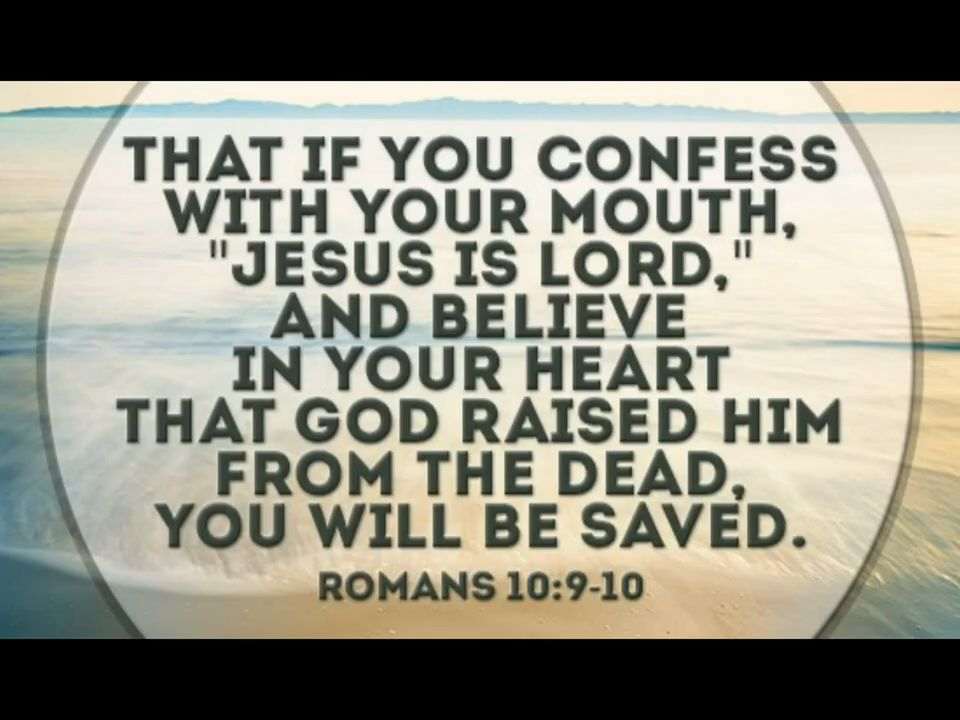 THAT IF YOU CONFESS
WITH YOUR MOUTH,
"JESUS IS LORD,"
AND BELIEVE
IN YOUR HEART
THAT GOD RAISED HIM
FROM THE DEAD,
YOU WILL BE SAVED.
ROMANS 10:9-10